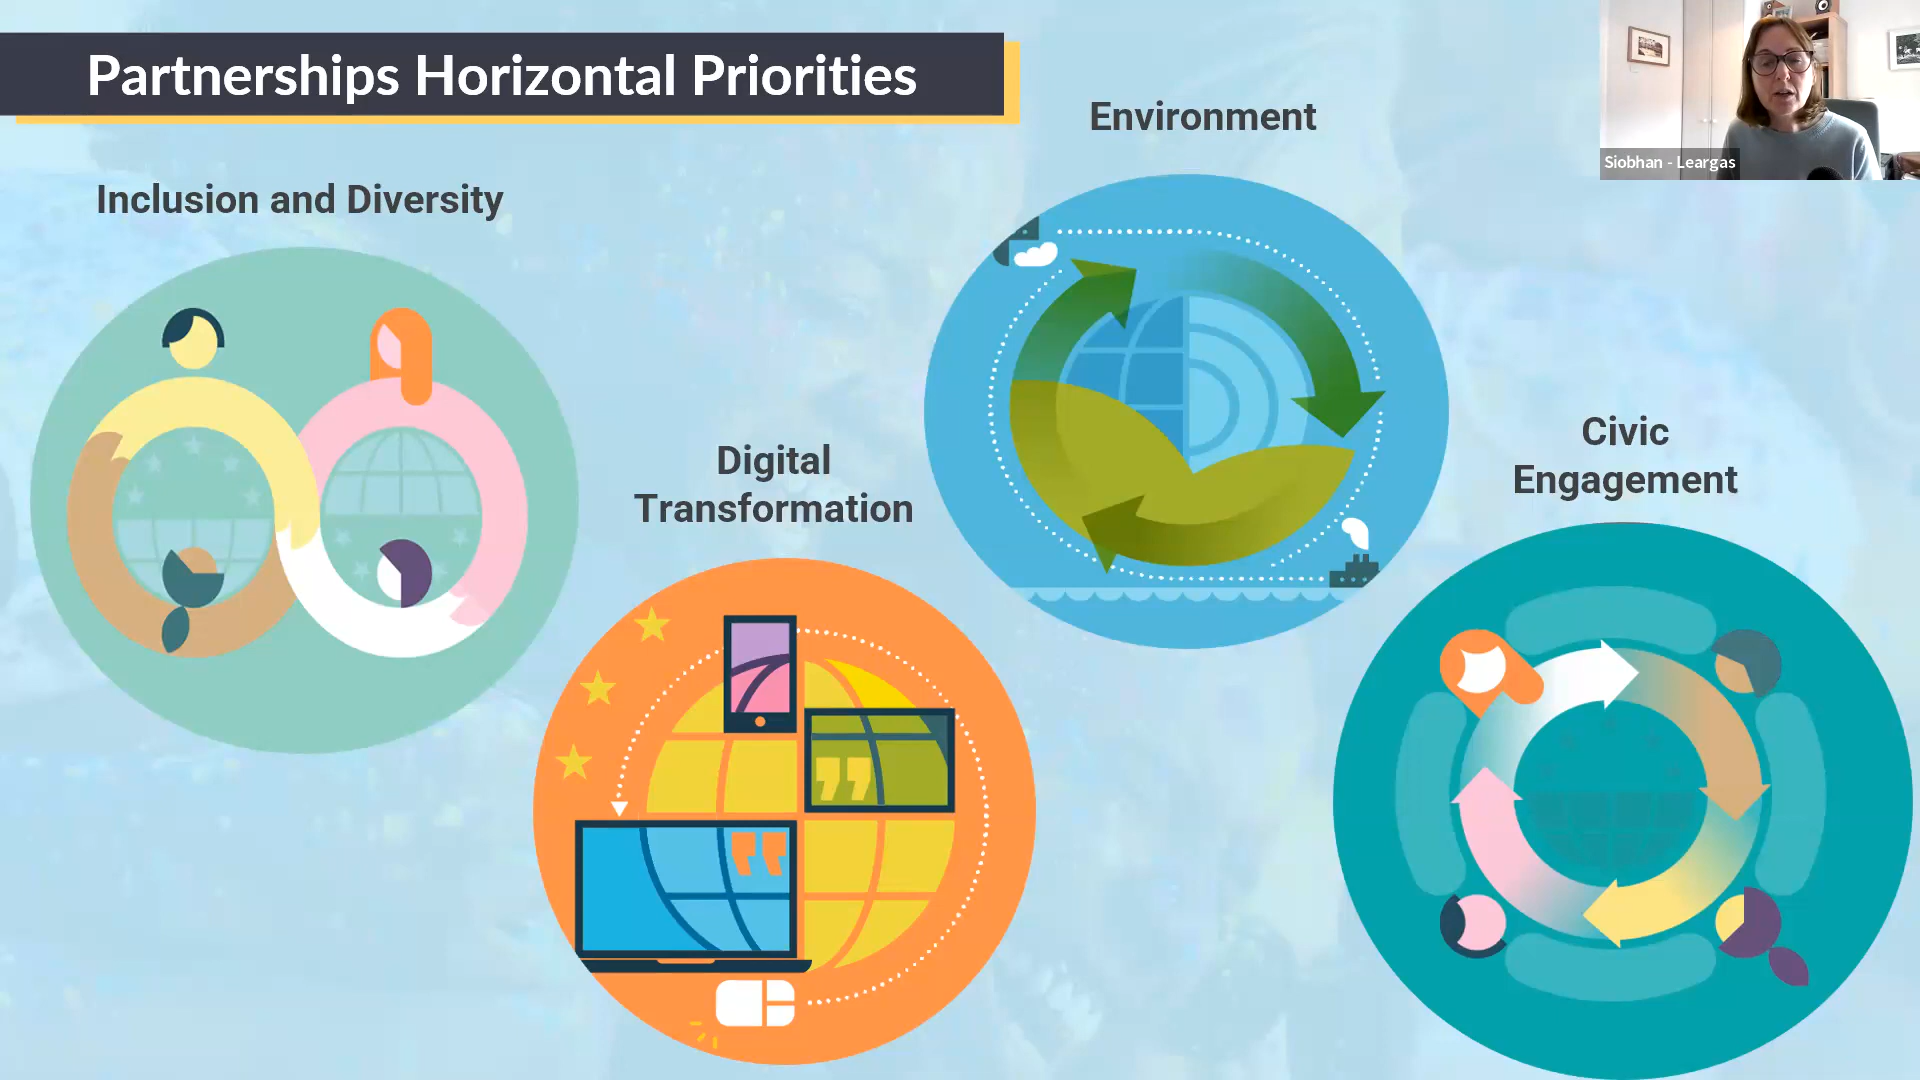 Partnerships Horizontal Priorities
Environment
Siobhan - Leargas
Inclusion and Diversity
Civic
Engagement
Digital
Transformation